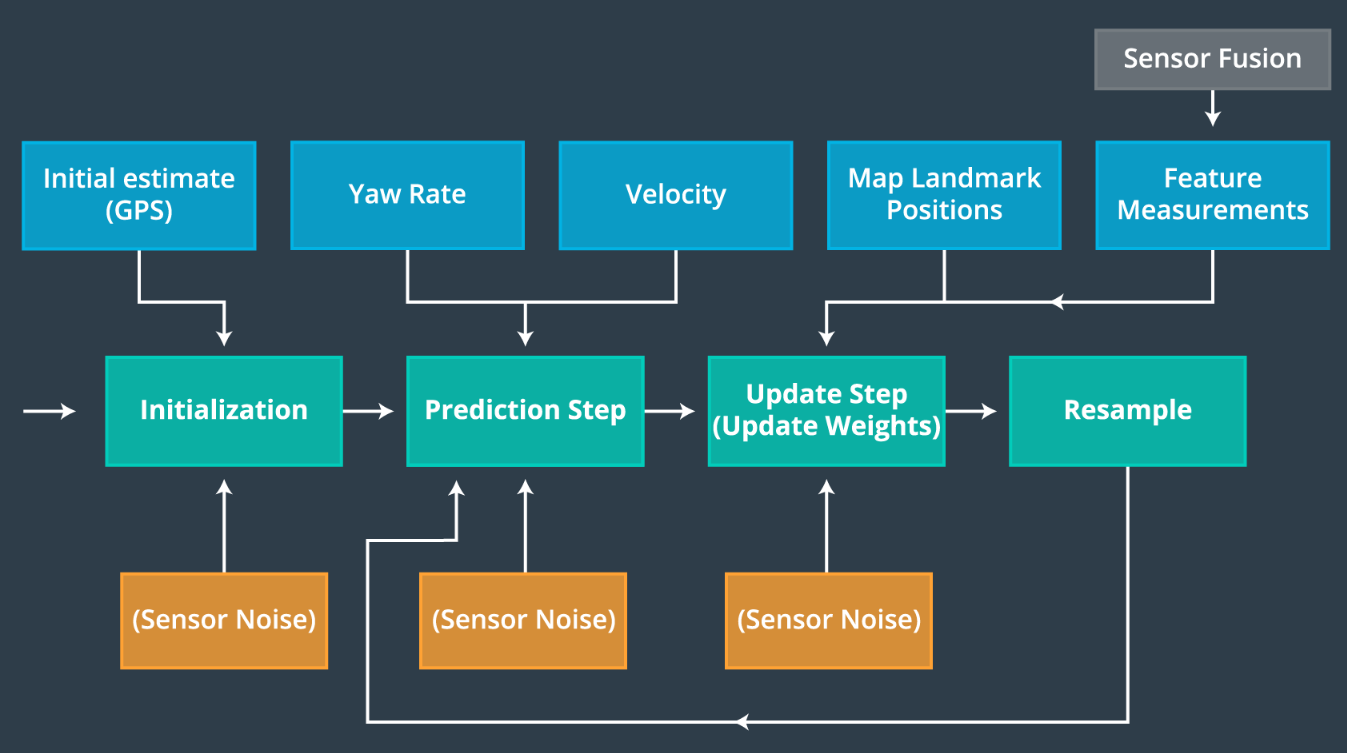 Sensor Fusion
Initial estimate
(GPS)
Yaw Rate
Velocity
Map Landmark
Positions
Feature
Measurements
Initialization
Prediction Step
Update Step
(Update Weights)
Resample
(Sensor Noise)
(Sensor Noise)
(Sensor Noise)